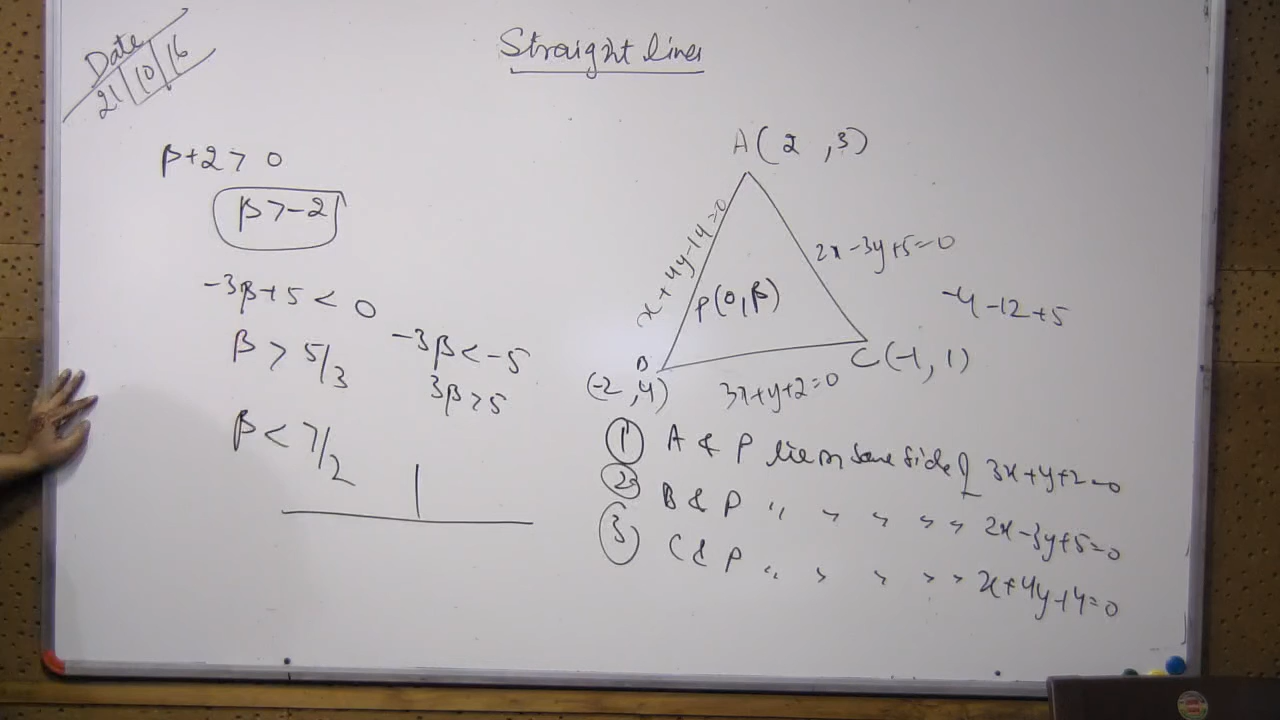 Date
21/10/16
Straight lines
β+2 > 0
β > -2
-3β+5 < 0
β > 5/3
-3β < -5
3β > 5
β < 7/2
A(2 ,3)
x+4y-14=0
2x-3y+5=0
P(0,β)
-4-12+5
B
(-2,4)
C(-1,1)
3x+y+2=0
① A & P lie on same side of 3x+y+2=0
② B & P 〃 〃 〃 〃 〃 2x-3y+5=0
③ C & P 〃 〃 〃 〃 〃 x+4y-14=0